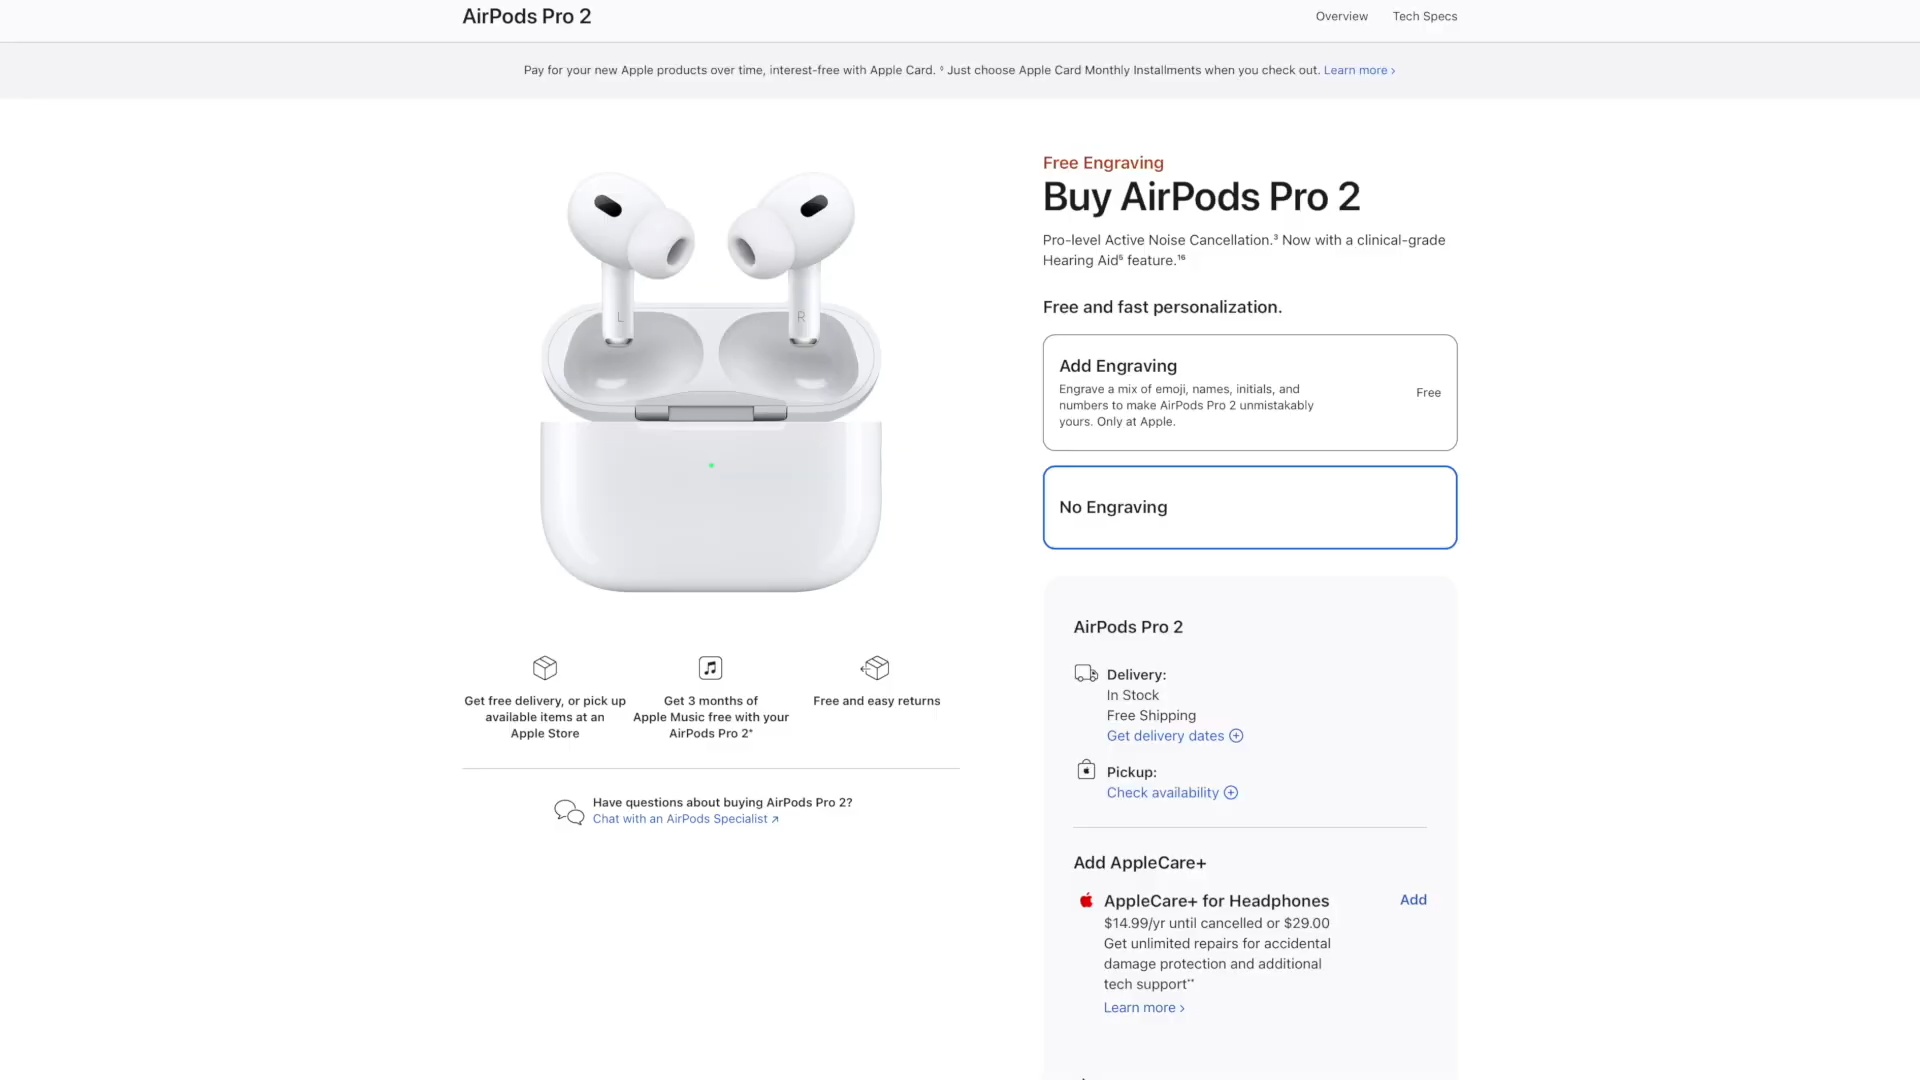 AirPods Pro 2
Overview
Tech Specs
Pay for your new Apple products over time, interest-free with Apple Card. ◊ Just choose Apple Card Monthly Installments when you check out. Learn more ›
L
R
Get free delivery, or pick up
available items at an
Apple Store
Get 3 months of
Apple Music free with your
AirPods Pro 2*
Free and easy returns
Have questions about buying AirPods Pro 2?
Chat with an AirPods Specialist ↗
Free Engraving
Buy AirPods Pro 2
Pro-level Active Noise Cancellation.³ Now with a clinical-grade
Hearing Aid⁵ feature.¹⁶
Free and fast personalization.
Add Engraving
Engrave a mix of emoji, names, initials, and
numbers to make AirPods Pro 2 unmistakably
yours. Only at Apple.
Free
No Engraving
AirPods Pro 2
Delivery:
In Stock
Free Shipping
Get delivery dates
Pickup:
Check availability
Add AppleCare+
AppleCare+ for Headphones
Add
$14.99/yr until cancelled or $29.00
Get unlimited repairs for accidental
damage protection and additional
tech support**
Learn more ›